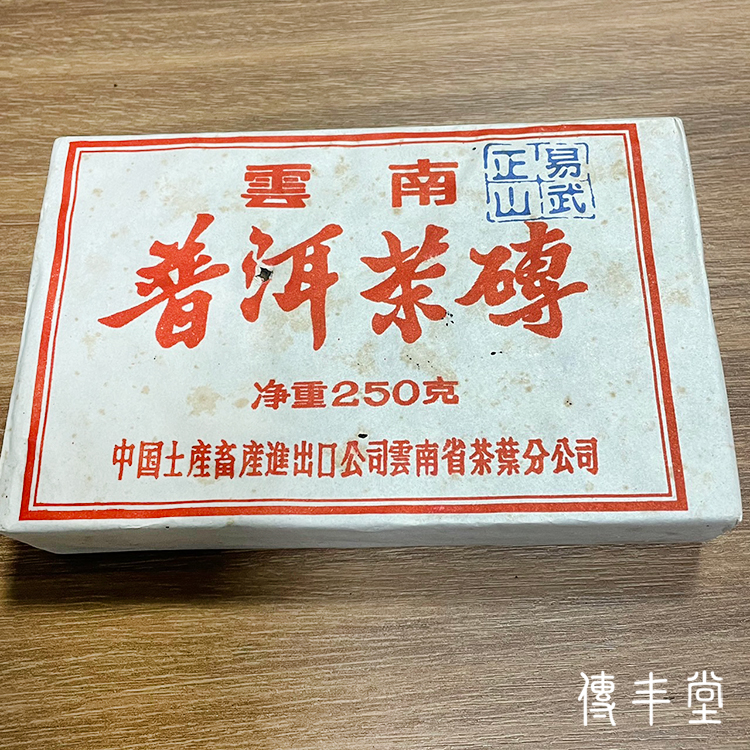 雲南
易武
正山
普洱茶磚
净重250克
中国土産畜産進出口公司雲南省茶葉分公司
傳丰堂